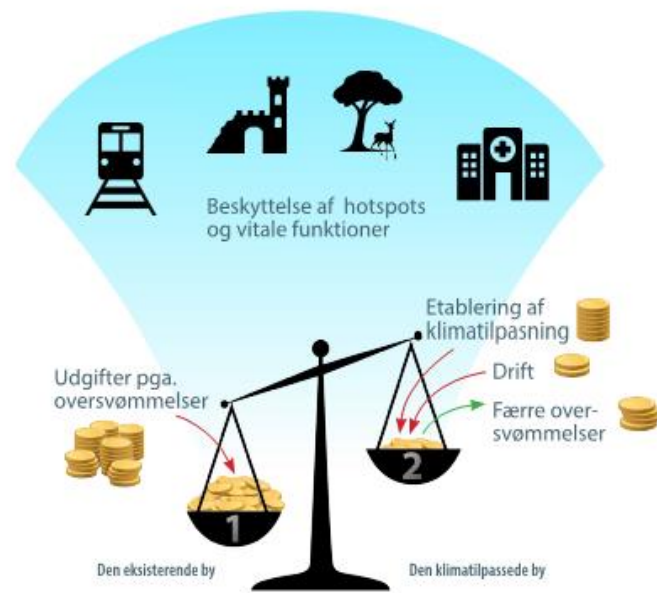 Beskyttelse af hotspots
og vitale funktioner
Etablering af
klimatilpasning
Drift
Færre over-
svømmelser
Udgifter pga.
oversvømmelser
1
2
Den eksisterende by
Den klimatilpassede by